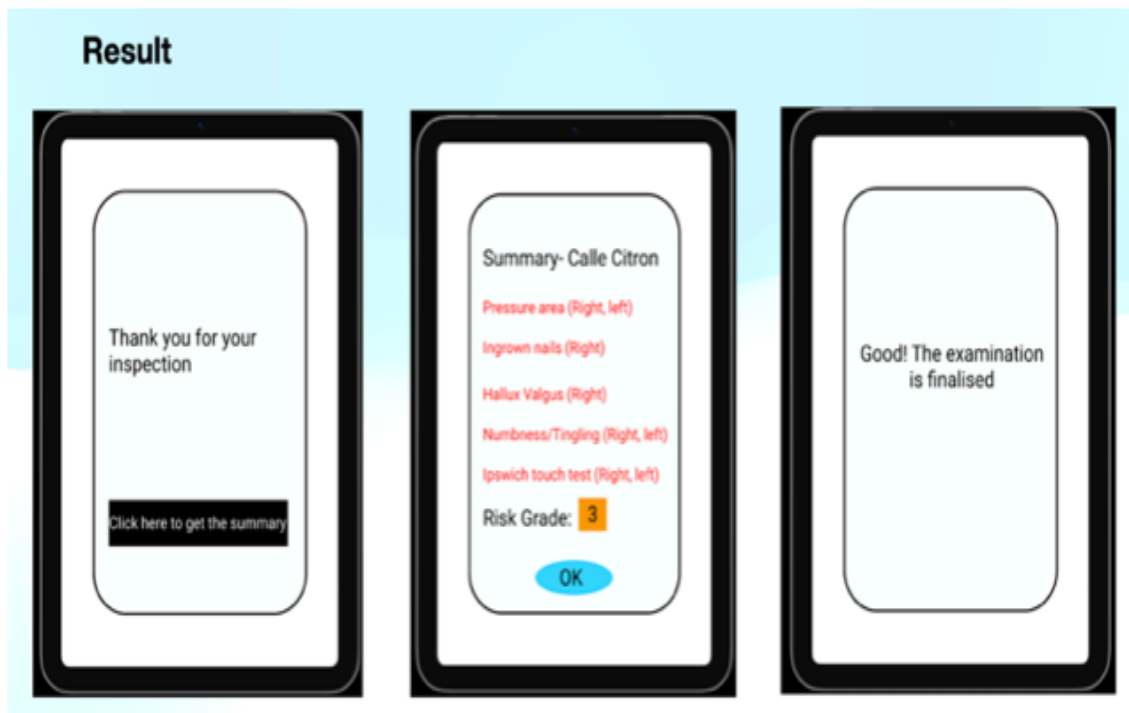 Result
Thank you for your
inspection
Click here to get the summary
Summary- Calle Citron
Pressure area (Right, left)
Ingrown nails (Right)
Hallux Valgus (Right)
Numbness/Tingling (Right, left)
Ipswich touch test (Right, left)
Risk Grade: 3
OK
Good! The examination
is finalised